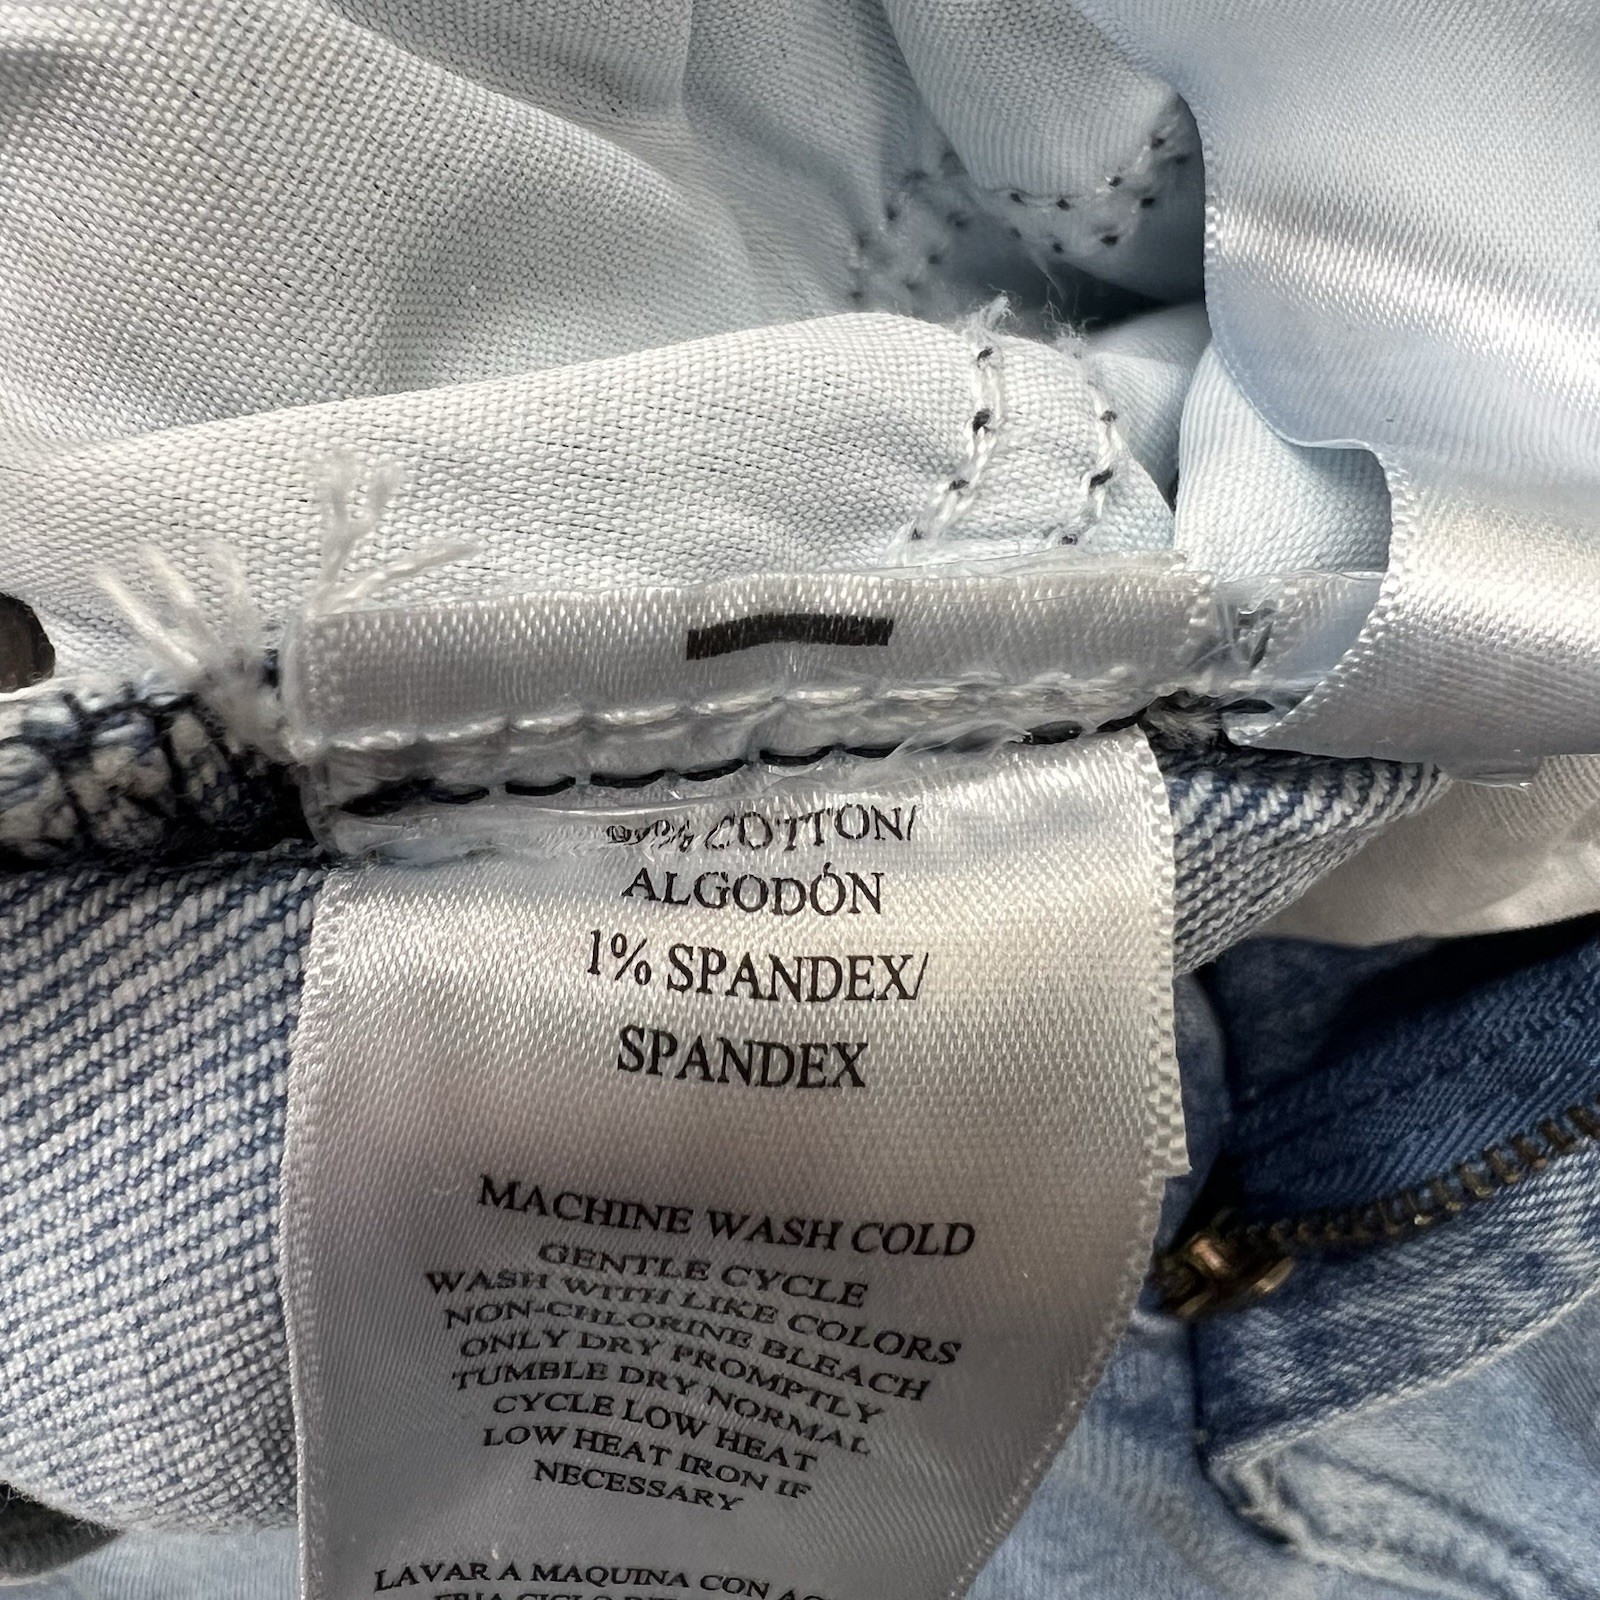 99% COTTON/
ALGODÓN
1% SPANDEX/
SPANDEX
MACHINE WASH COLD
GENTLE CYCLE
WASH WITH LIKE COLORS
NON-CHLORINE BLEACH
ONLY DRY PROMPTLY
TUMBLE DRY NORMAL
CYCLE LOW HEAT
LOW HEAT IRON IF
NECESSARY
LAVAR A MAQUINA CON